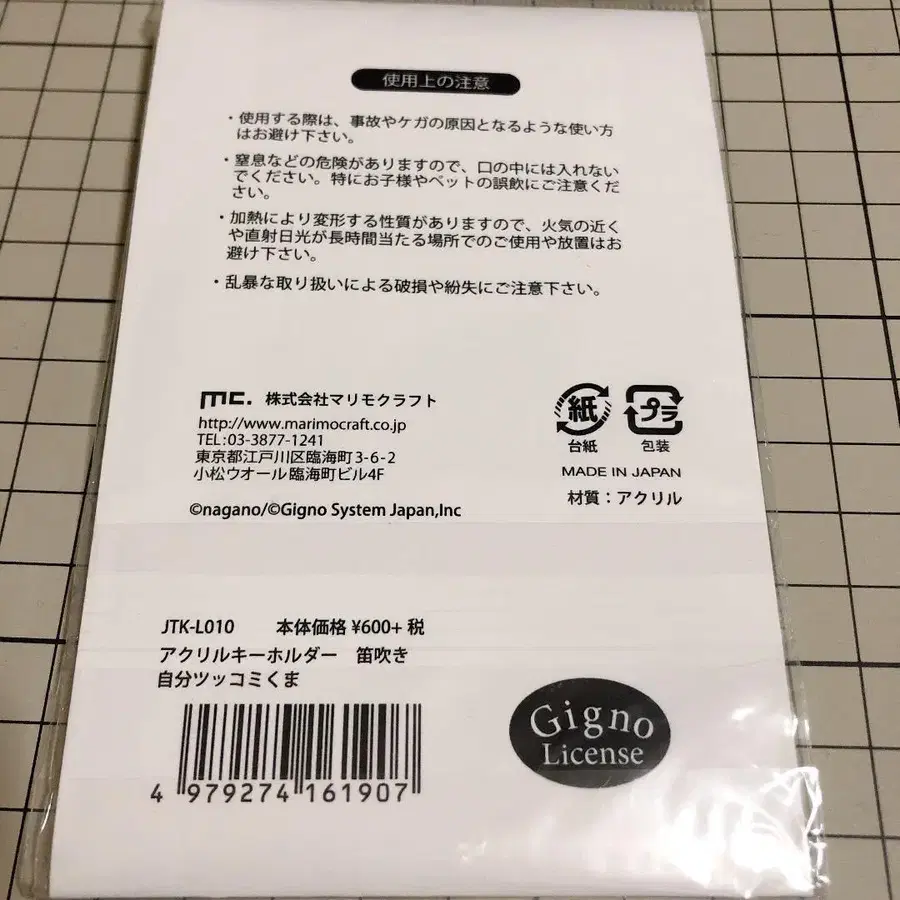 使用上の注意
・使用する際は、事故やケガの原因となるような使い方
はお避け下さい。
・窒息などの危険がありますので、口の中には入れない
でください。特にお子様やペットの誤飲にご注意くだ
さい。
・加熱により変形する性質がありますので、火気の近く
や直射日光が長時間当たる場所でのご使用や放置はお
避け下さい。
・乱暴な取り扱いによる破損や紛失にご注意下さい。
mc. 株式会社マリモクラフト
http://www.marimocraft.co.jp
TEL:03-3877-1241
東京都江戸川区臨海町3-6-2
小松ウオール臨海町ビル4F
©nagano/©Gigno System Japan,Inc
紙 プラ
台紙 包装
MADE IN JAPAN
材質：アクリル
JTK-L010 本体価格 ¥600+ 税
アクリルキーホルダー 笛吹き
自分ツッコミくま
4 979274 161907
Gigno
License